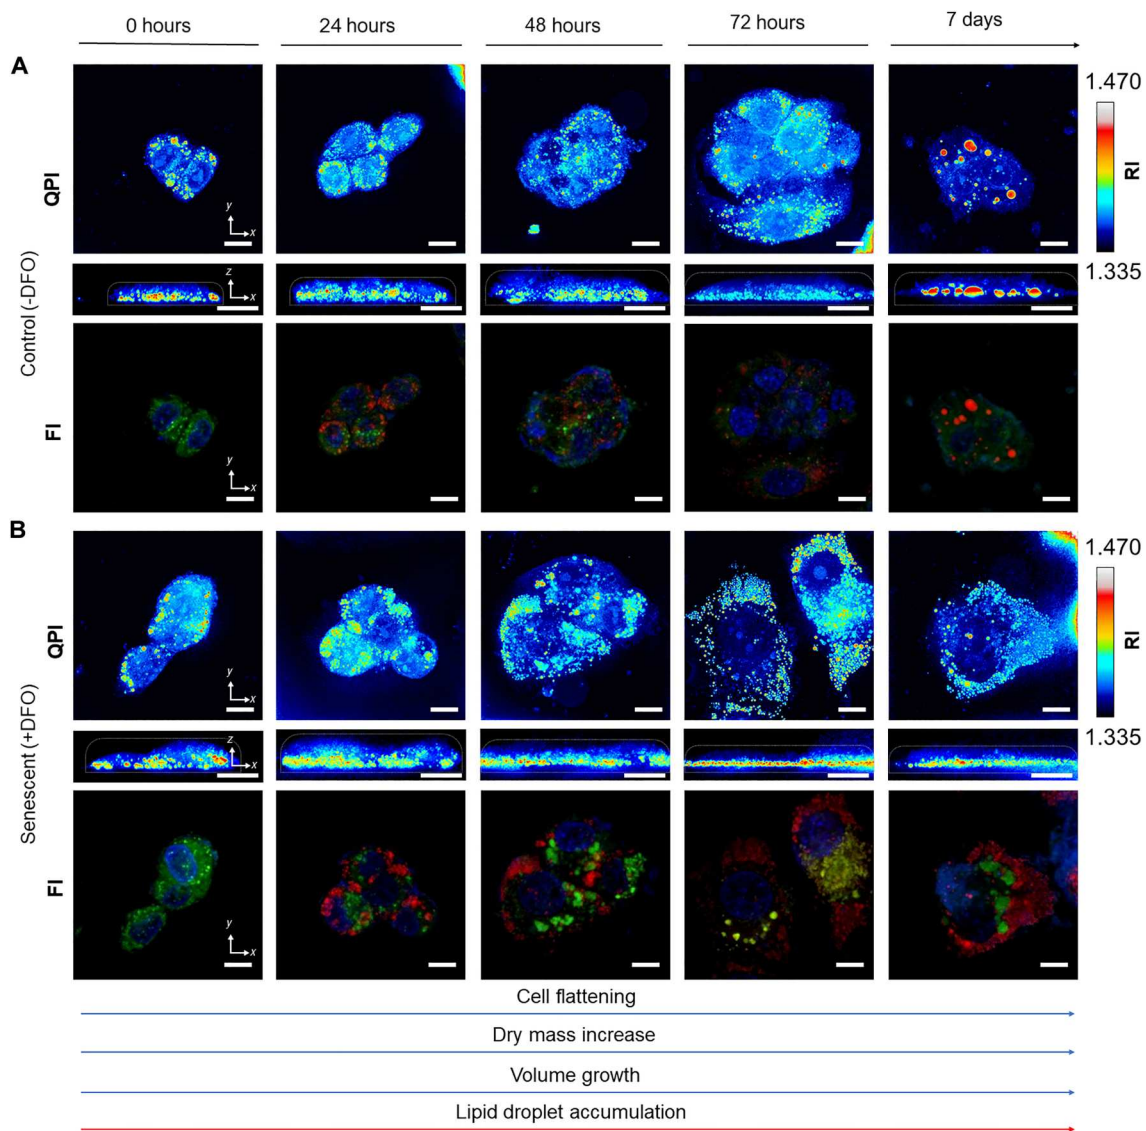 0 hours
24 hours
48 hours
72 hours
7 days
A
Control (-DFO)
QPI
y
x
z
x
FI
y
x
1.470
RI
1.335
B
Senescent (+DFO)
QPI
z
x
FI
y
x
1.470
RI
1.335
Cell flattening
Dry mass increase
Volume growth
Lipid droplet accumulation